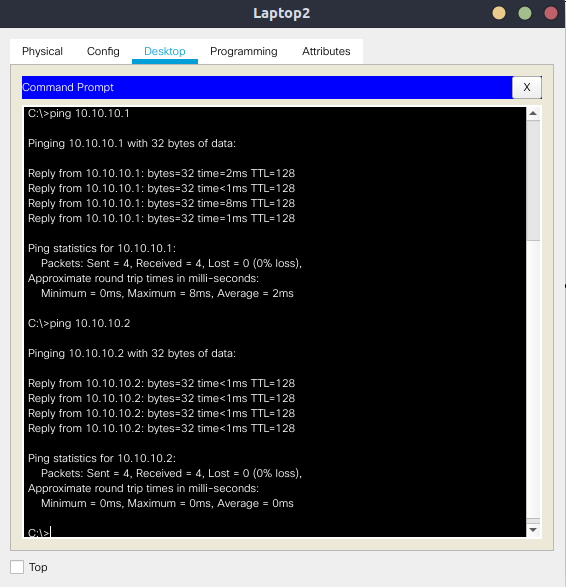 Laptop2
Physical Config Desktop Programming Attributes
Command Prompt X
C:\>ping 10.10.10.1
Pinging 10.10.10.1 with 32 bytes of data:
Reply from 10.10.10.1: bytes=32 time=2ms TTL=128
Reply from 10.10.10.1: bytes=32 time<1ms TTL=128
Reply from 10.10.10.1: bytes=32 time=8ms TTL=128
Reply from 10.10.10.1: bytes=32 time=1ms TTL=128
Ping statistics for 10.10.10.1:
Packets: Sent = 4, Received = 4, Lost = 0 (0% loss),
Approximate round trip times in milli-seconds:
Minimum = 0ms, Maximum = 8ms, Average = 2ms
C:\>ping 10.10.10.2
Pinging 10.10.10.2 with 32 bytes of data:
Reply from 10.10.10.2: bytes=32 time<1ms TTL=128
Reply from 10.10.10.2: bytes=32 time<1ms TTL=128
Reply from 10.10.10.2: bytes=32 time<1ms TTL=128
Reply from 10.10.10.2: bytes=32 time<1ms TTL=128
Ping statistics for 10.10.10.2:
Packets: Sent = 4, Received = 4, Lost = 0 (0% loss),
Approximate round trip times in milli-seconds:
Minimum = 0ms, Maximum = 0ms, Average = 0ms
C:\>
Top